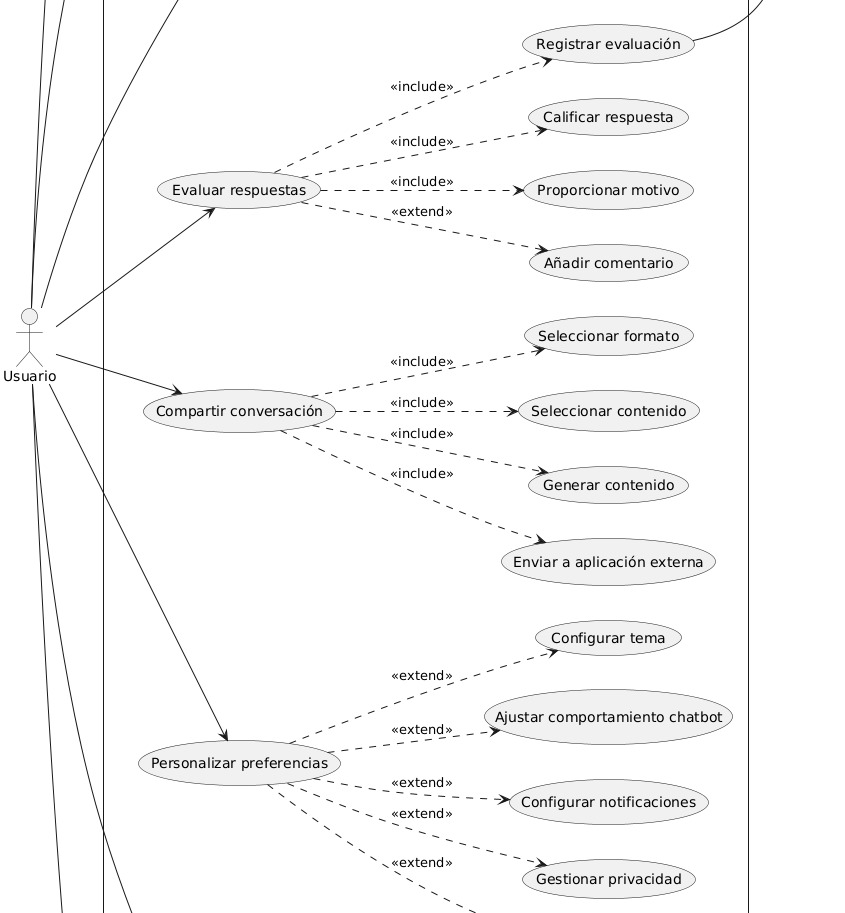 Registrar evaluación
«include»
Calificar respuesta
«include»
«include»
Evaluar respuestas
Proporcionar motivo
«extend»
Añadir comentario
Seleccionar formato
«include»
Usuario
«include»
Compartir conversación
Seleccionar contenido
«include»
«include»
Generar contenido
Enviar a aplicación externa
Configurar tema
«extend»
Ajustar comportamiento chatbot
«extend»
Personalizar preferencias
«extend»
Configurar notificaciones
«extend»
«extend»
Gestionar privacidad